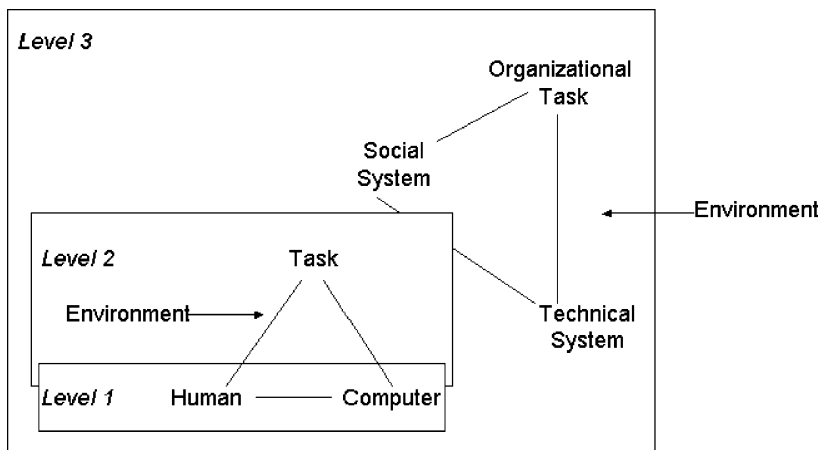 Level 3
Organizational
Task
Social
System
Environment
Level 2
Task
Environment
Technical
System
Level 1
Human
Computer